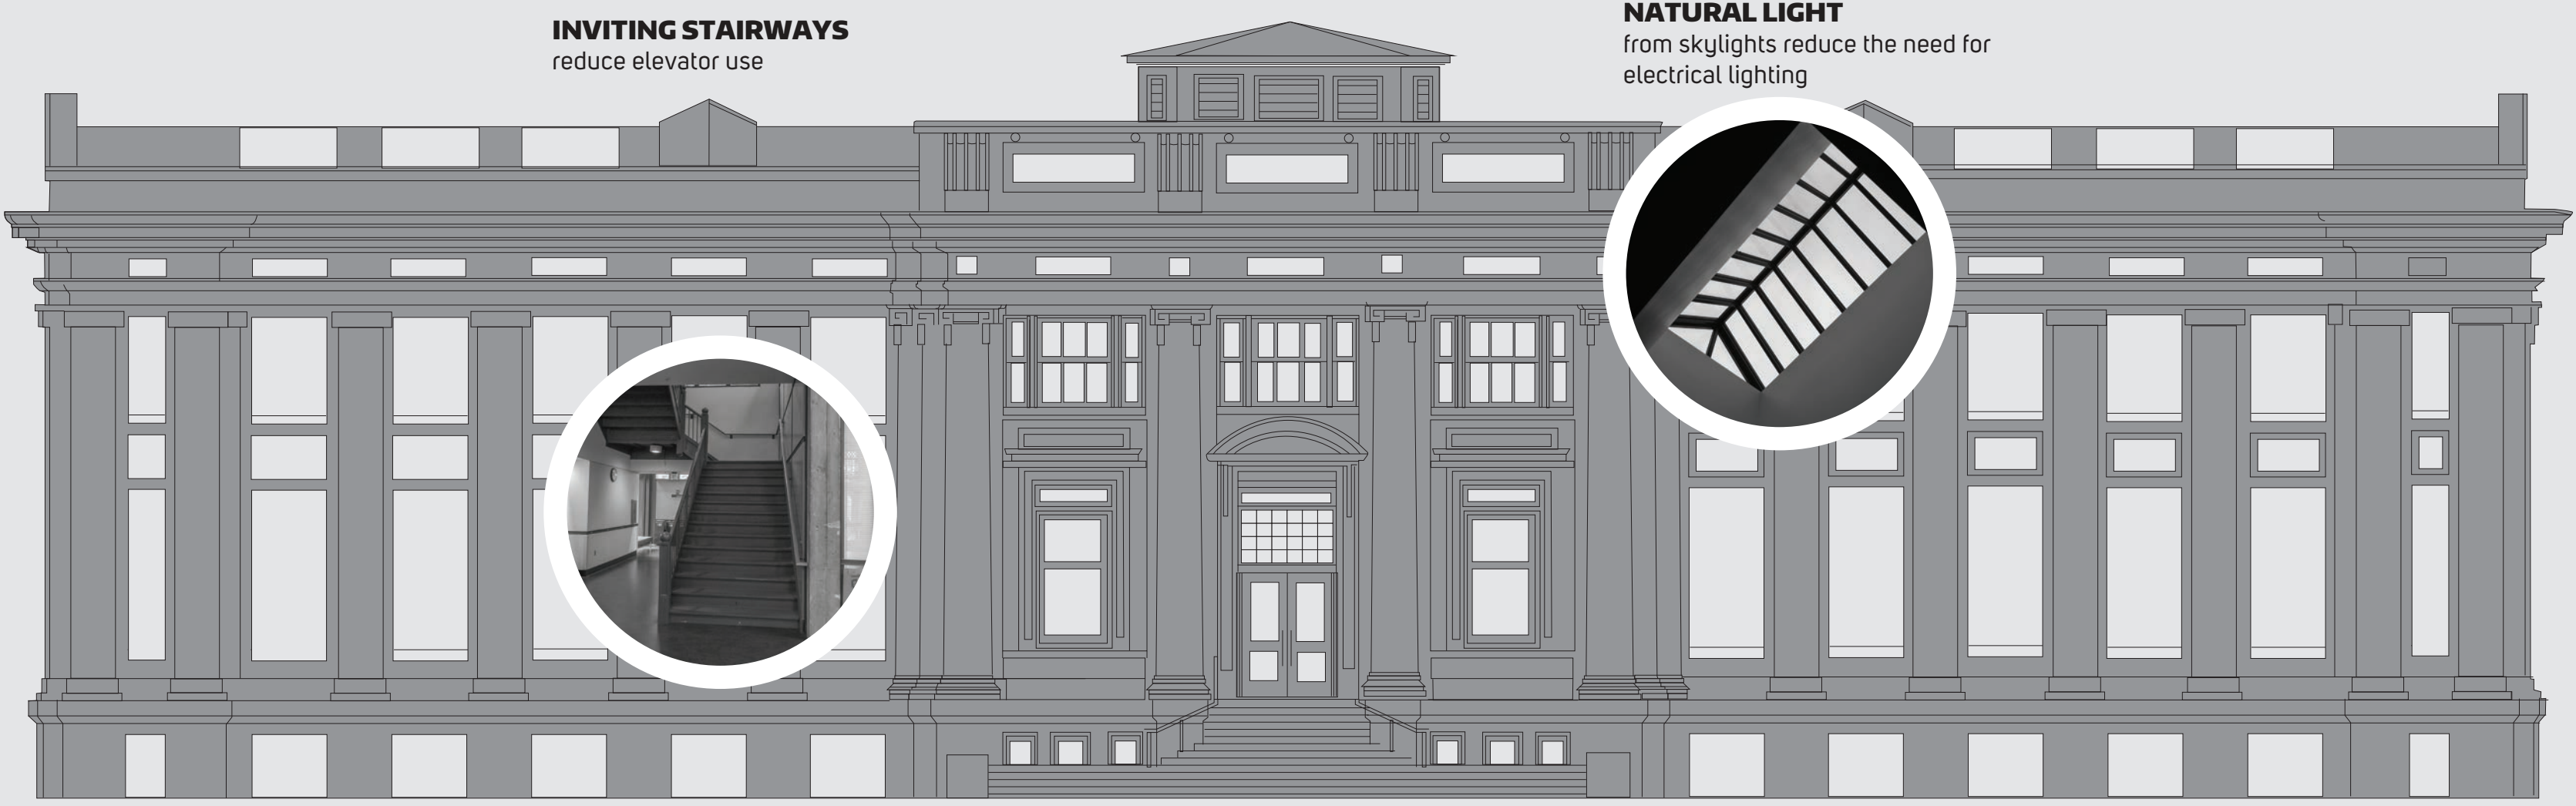 INVITING STAIRWAYS
reduce elevator use
NATURAL LIGHT
from skylights reduce the need for
electrical lighting